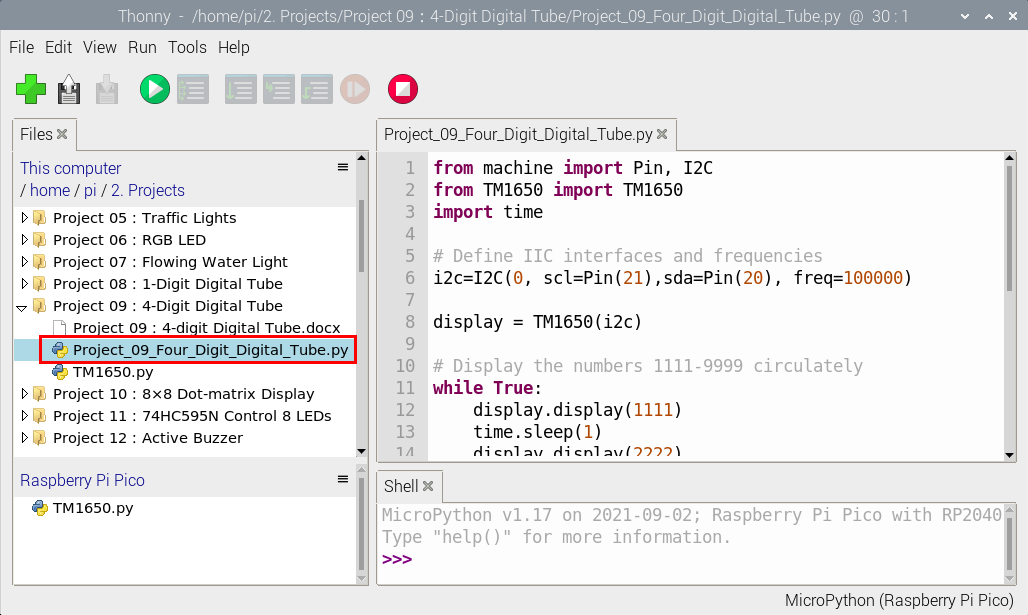 Thonny - /home/pi/2. Projects/Project 09：4-Digit Digital Tube/Project_09_Four_Digit_Digital_Tube.py @ 30 : 1
File Edit View Run Tools Help
Files
This computer
/ home / pi / 2. Projects
Project 05：Traffic Lights
Project 06：RGB LED
Project 07：Flowing Water Light
Project 08：1-Digit Digital Tube
Project 09：4-Digit Digital Tube
Project 09：4-digit Digital Tube.docx
Project_09_Four_Digit_Digital_Tube.py
TM1650.py
Project 10：8×8 Dot-matrix Display
Project 11：74HC595N Control 8 LEDs
Project 12：Active Buzzer
Raspberry Pi Pico
TM1650.py
Project_09_Four_Digit_Digital_Tube.py
1 from machine import Pin, I2C
2 from TM1650 import TM1650
3 import time
4
5 # Define IIC interfaces and frequencies
6 i2c=I2C(0, scl=Pin(21),sda=Pin(20), freq=100000)
7
8 display = TM1650(i2c)
9
10 # Display the numbers 1111-9999 circulately
11 while True:
12 display.display(1111)
13 time.sleep(1)
14 display.display(2222)
Shell
MicroPython v1.17 on 2021-09-02; Raspberry Pi Pico with RP2040
Type "help()" for more information.
>>>
MicroPython (Raspberry Pi Pico)